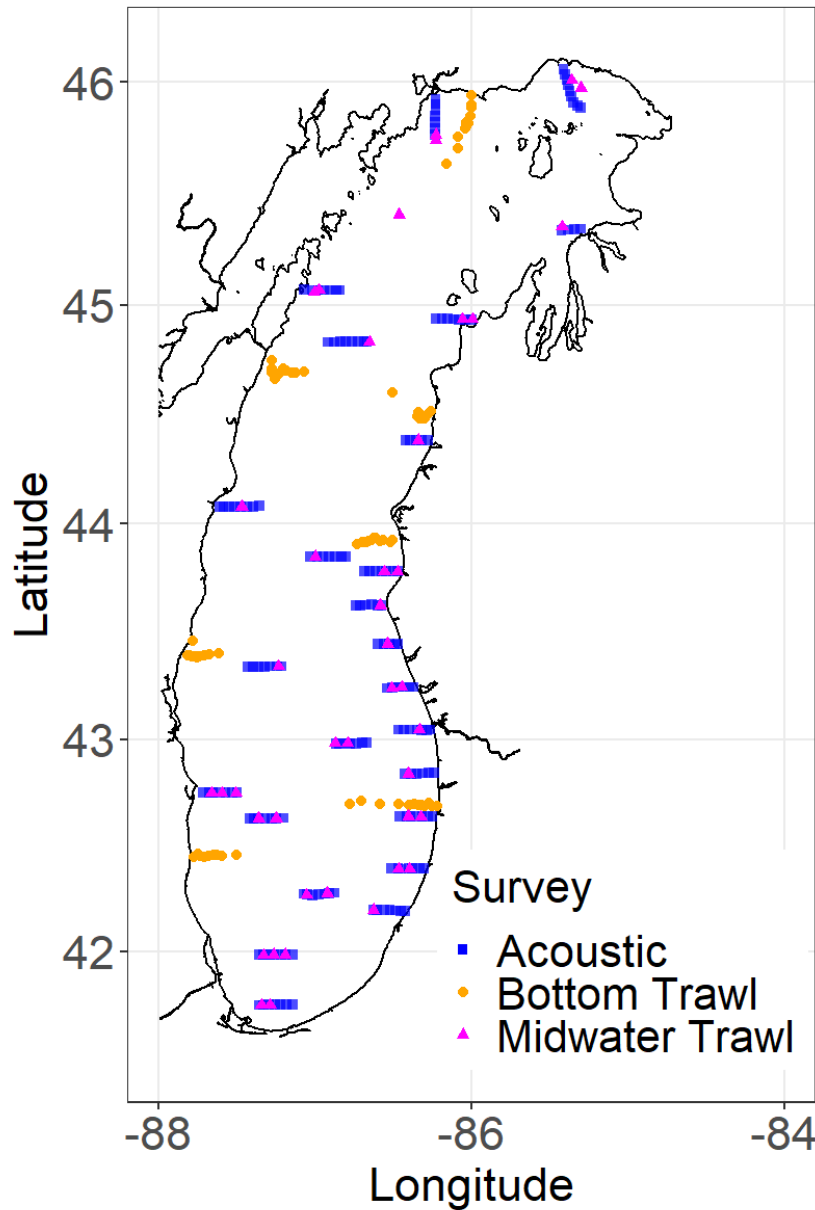 46
45
44
43
42
Latitude
Survey
Acoustic
Bottom Trawl
Midwater Trawl
-88
-86
-84
Longitude